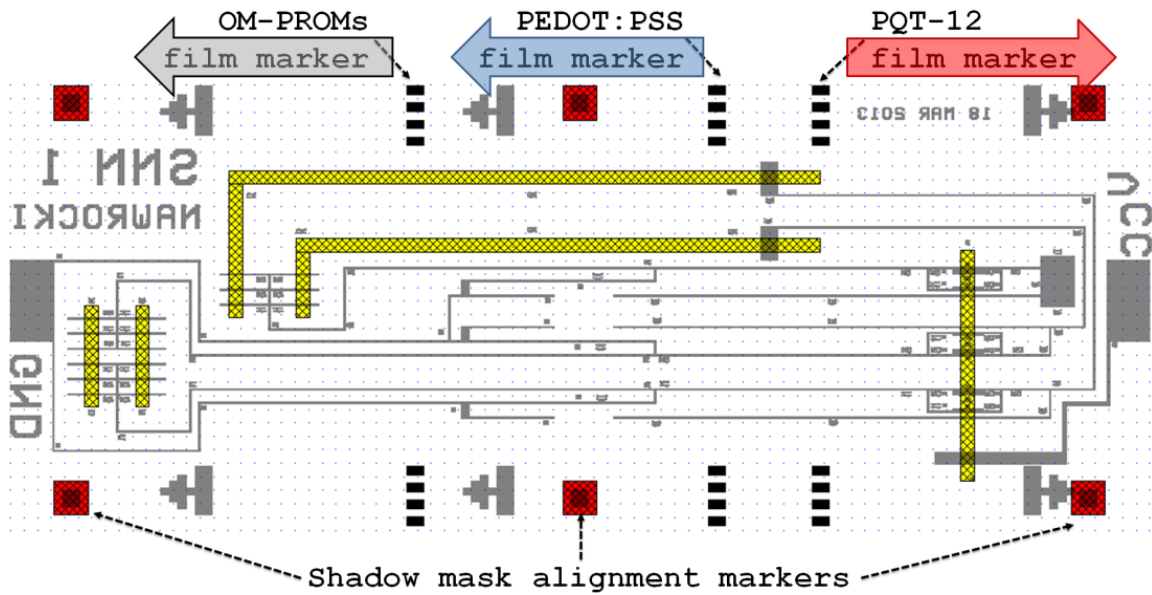 OM-PROMs
PEDOT:PSS
PQT-12
film marker
film marker
film marker
18 MAR 2013
SNN 1
NAWROCKI
VCC
GND
Shadow mask alignment markers